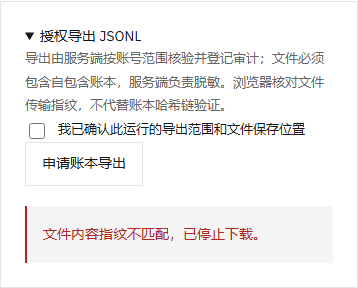 ▼ 授权导出 JSONL
导出由服务端按账号范围核验并登记审计；文件必须
包含自包含账本，服务端负责脱敏。浏览器核对文件
传输指纹，不代替账本哈希链验证。
我已确认此运行的导出范围和文件保存位置
申请账本导出
文件内容指纹不匹配，已停止下载。